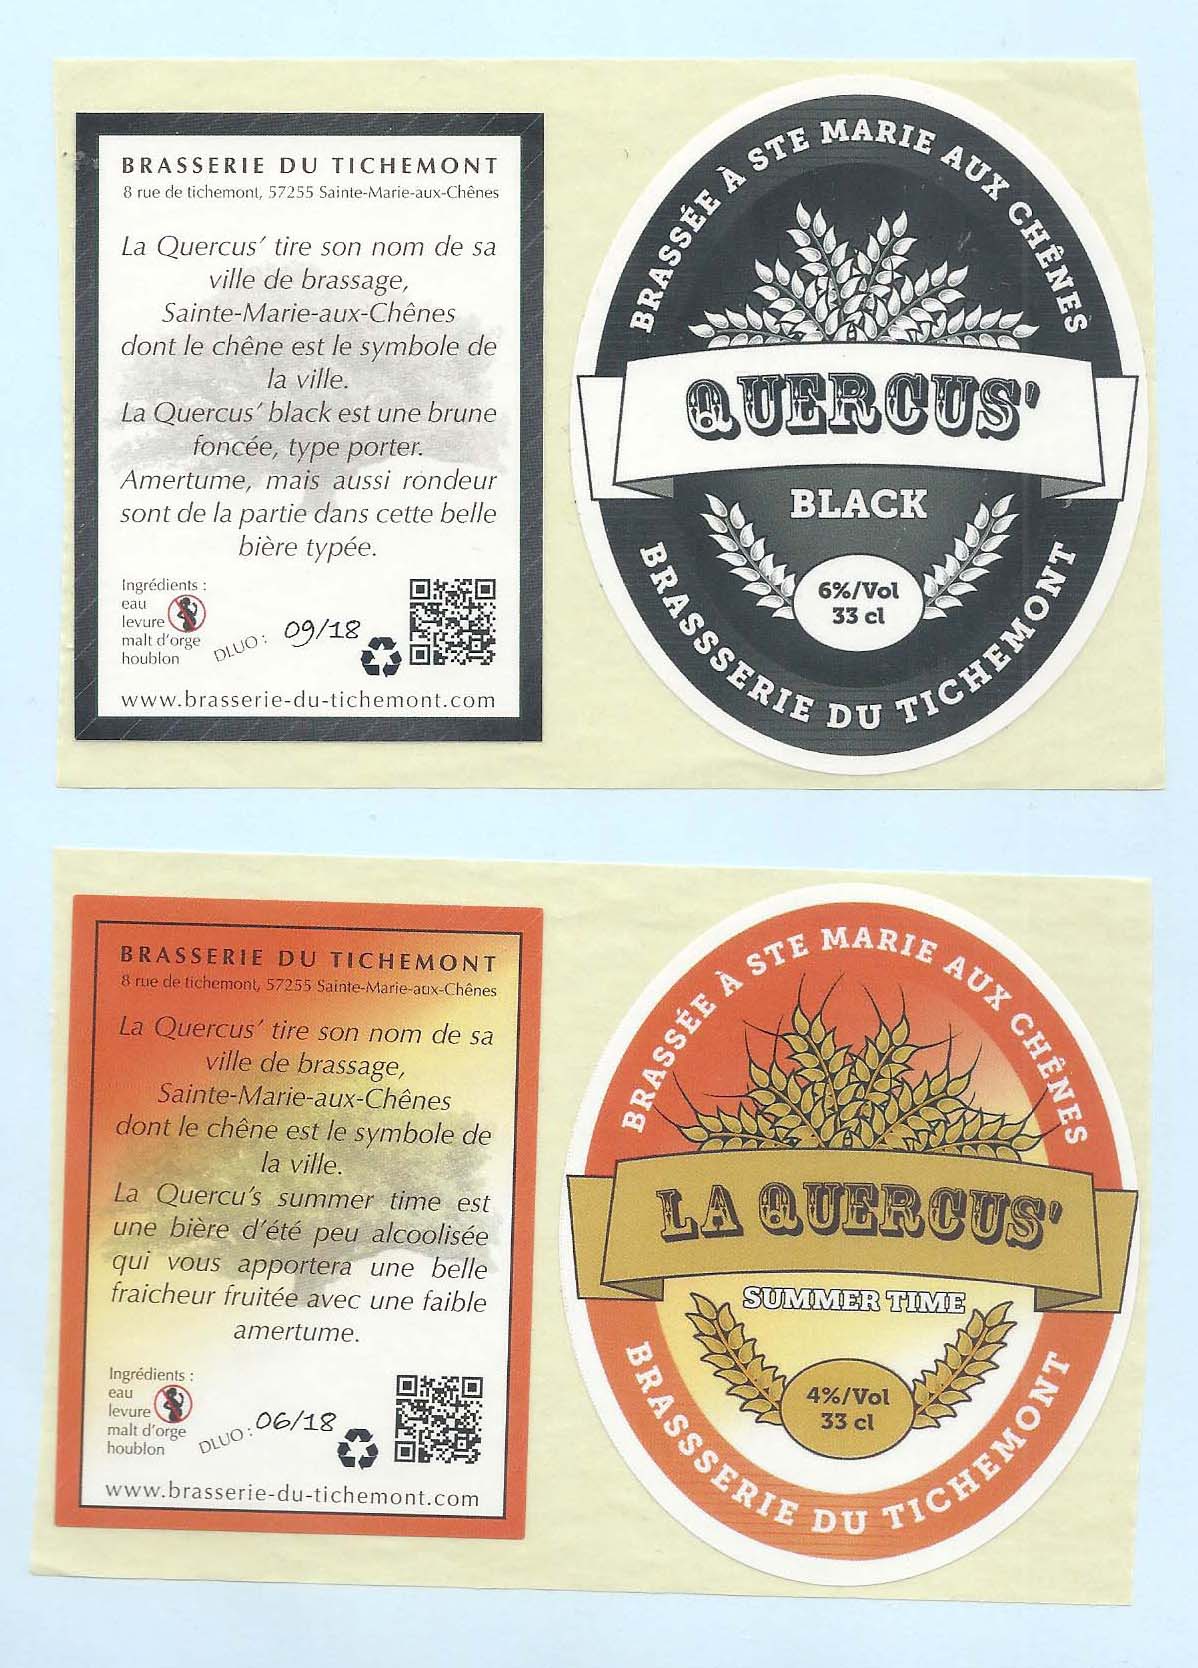 BRASSERIE DU TICHEMONT
8 rue de tichemont, 57255 Sainte-Marie-aux-Chênes
La Quercus' tire son nom de sa
ville de brassage,
Sainte-Marie-aux-Chênes
dont le chêne est le symbole de
la ville.
La Quercus' black est une brune
foncée, type porter.
Amertume, mais aussi rondeur
sont de la partie dans cette belle
bière typée.
Ingrédients :
eau
levure
malt d'orge
houblon
DLUO : 09/18
www.brasserie-du-tichemont.com
BRASSÉE À STE MARIE AUX CHÊNES
QUERCUS'
BLACK
6%/Vol
33 cl
BRASSSERIE DU TICHEMONT
BRASSERIE DU TICHEMONT
8 rue de tichemont, 57255 Sainte-Marie-aux-Chênes
La Quercus' tire son nom de sa
ville de brassage,
Sainte-Marie-aux-Chênes
dont le chêne est le symbole de
la ville.
La Quercu's summer time est
une bière d'été peu alcoolisée
qui vous apportera une belle
fraicheur fruitée avec une faible
amertume.
Ingrédients :
eau
levure
malt d'orge
houblon
DLUO : 06/18
www.brasserie-du-tichemont.com
BRASSÉE À STE MARIE AUX CHÊNES
LA QUERCUS'
SUMMER TIME
4%/Vol
33 cl
BRASSSERIE DU TICHEMONT